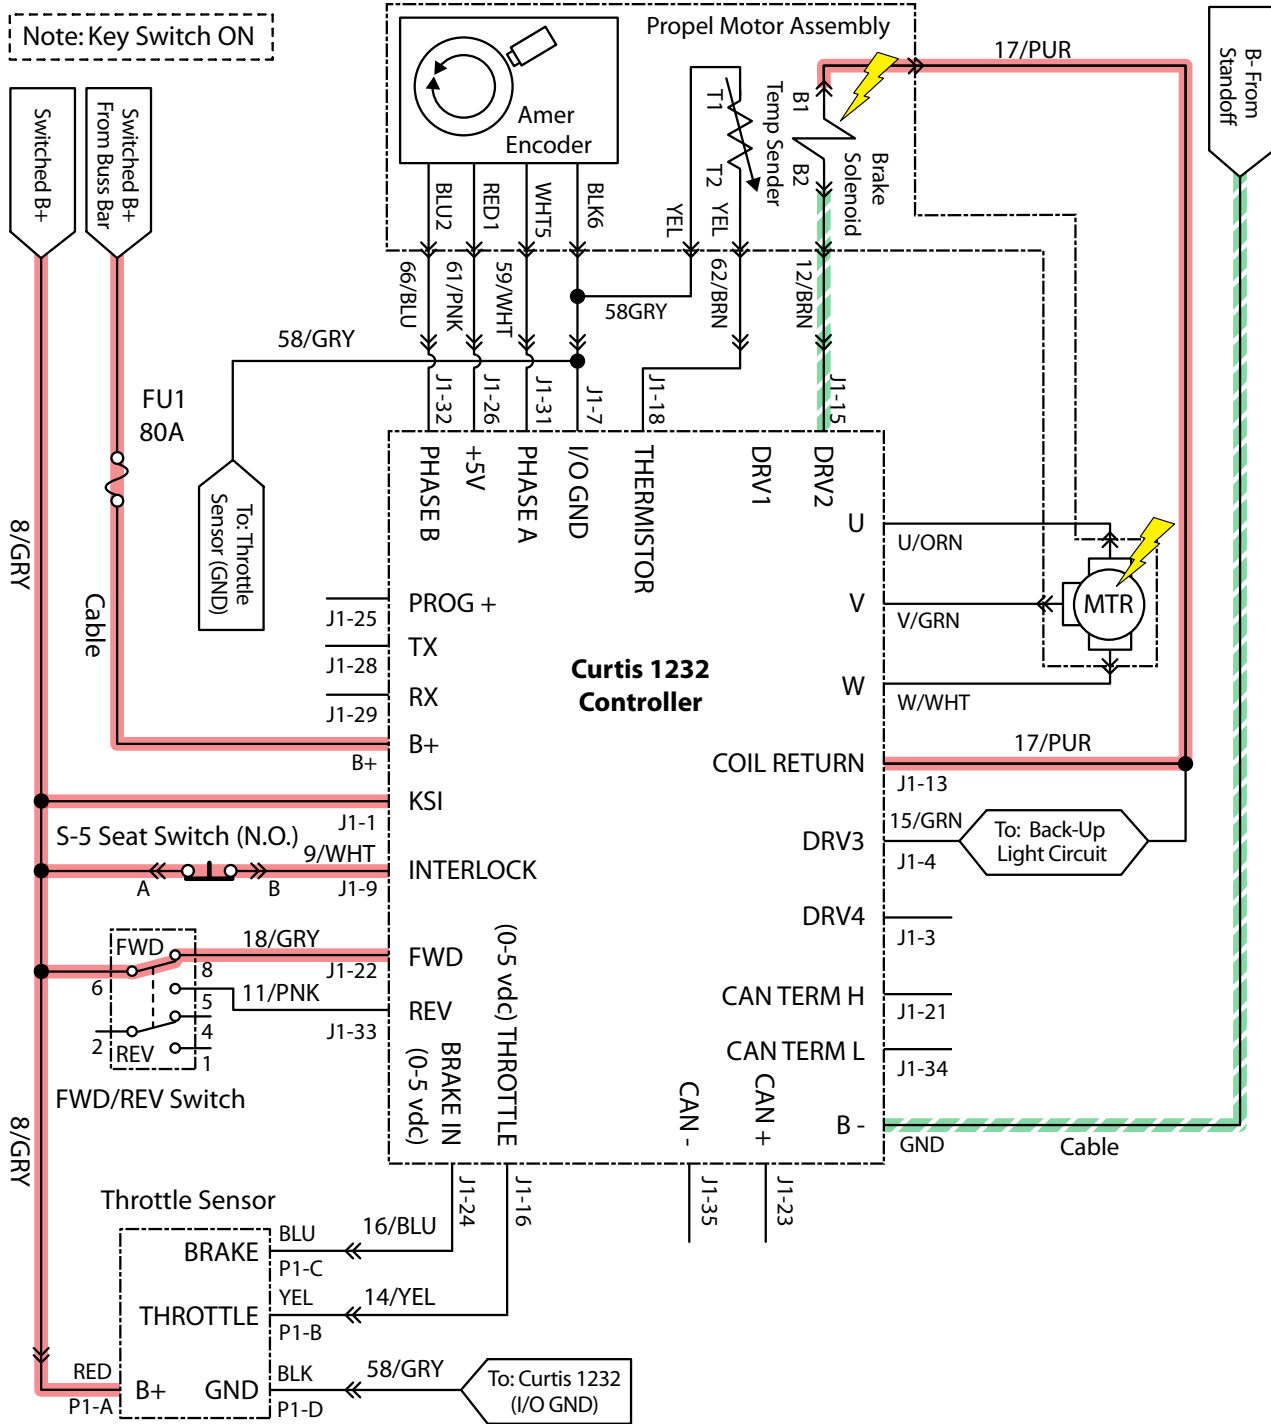 Note: Key Switch ON
Propel Motor Assembly
17/PUR
B- From
Standoff
Switched B+
Switched B+
From Buss Bar
Amer
Encoder
T1
T2
Temp Sender
B1
B2
Brake
Solenoid
BLU2
RED1
WHT5
BLK6
YEL
YEL
66/BLU
61/PNK
59/WHT
58GRY
62/BRN
12/BRN
58/GRY
FU1
80A
J1-32
J1-26
J1-31
J1-7
J1-18
J1-15
PHASE B
+5V
PHASE A
I/O GND
THERMISTOR
DRV1
DRV2
To: Throttle
Sensor (GND)
8/GRY
Cable
U
U/ORN
V
V/GRN
W
W/WHT
MTR
PROG +
J1-25
TX
J1-28
RX
J1-29
B+
B+
Curtis 1232
Controller
COIL RETURN
17/PUR
J1-13
KSI
J1-1
S-5 Seat Switch (N.O.)
9/WHT
A
B
J1-9
INTERLOCK
DRV3
15/GRN
J1-4
To: Back-Up
Light Circuit
DRV4
J1-3
FWD
18/GRY
J1-22
FWD
6
8
5
11/PNK
J1-33
REV
4
2
REV
1
FWD/REV Switch
BRAKE IN
(0-5 vdc)
(0-5 vdc) THROTTLE
CAN TERM H
J1-21
CAN TERM L
J1-34
CAN -
CAN +
B -
GND
Cable
8/GRY
J1-24
J1-16
J1-35
J1-23
Throttle Sensor
BRAKE
BLU
16/BLU
P1-C
THROTTLE
YEL
14/YEL
P1-B
RED
P1-A
B+
GND
BLK
58/GRY
P1-D
To: Curtis 1232
(I/O GND)